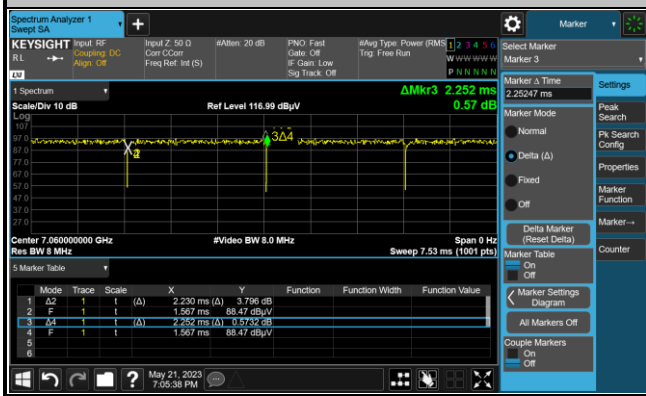 Spectrum Analyzer 1
Swept SA
+
Marker
KEYSIGHT
RL
Input: RF
Coupling: DC
Align: Off
Input Z: 50 Ω
Corr CCorr
Freq Ref: Int (S)
#Atten: 20 dB
PNO: Fast
Gate: Off
IF Gain: Low
Sig Track: Off
#Avg Type: Power (RMS
Trig: Free Run
1 2 3 4 5 6
W W W W W W
P N N N N N
LXI
1 Spectrum
ΔMkr3 2.252 ms
0.57 dB
Scale/Div 10 dB
Ref Level 116.99 dBµV
Log
107
97.0
87.0
77.0
67.0
57.0
47.0
37.0
27.0
3Δ4
Center 7.060000000 GHz
#Video BW 8.0 MHz
Span 0 Hz
Res BW 8 MHz
Sweep 7.53 ms (1001 pts)
5 Marker Table
Mode Trace Scale X Y Function Function Width Function Value
1 Δ2 1 t (Δ) 2.230 ms (Δ) 3.796 dB
2 F 1 t 1.567 ms 88.47 dBµV
3 Δ4 1 t (Δ) 2.252 ms (Δ) 0.5732 dB
4 F 1 t 1.567 ms 88.47 dBµV
5
6
?
May 21, 2023
7:05:38 PM
Select Marker
Marker 3
Marker Δ Time
2.25247 ms
Marker Mode
Normal
Delta (Δ)
Fixed
Off
Delta Marker
(Reset Delta)
Marker Table
On
Off
Marker Settings
Diagram
All Markers Off
Couple Markers
On
Off
Settings
Peak
Search
Pk Search
Config
Properties
Marker
Function
Marker→
Counter